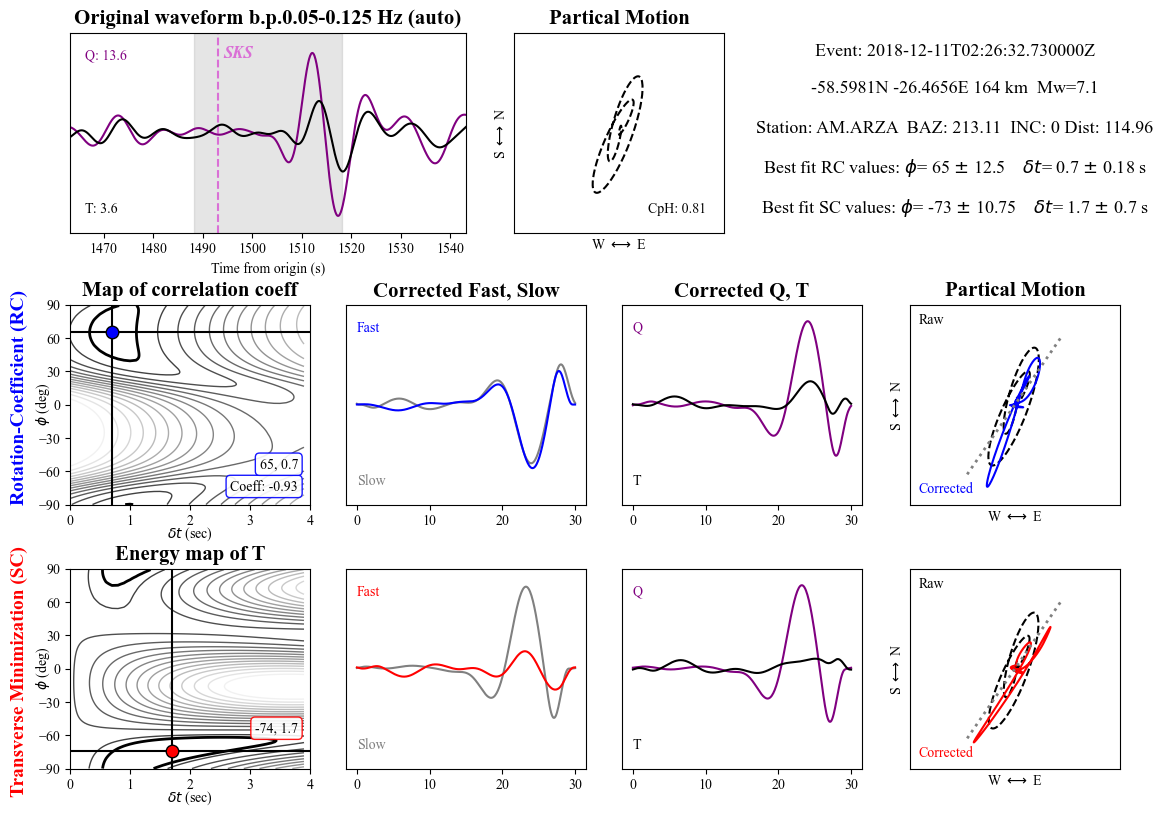 Original waveform b.p.0.05-0.125 Hz (auto)
Q: 13.6
SKS
T: 3.6
1470 1480 1490 1500 1510 1520 1530 1540
Time from origin (s)
Partical Motion
S ⟷ N
CpH: 0.81
W ⟷ E
Event: 2018-12-11T02:26:32.730000Z
-58.5981N -26.4656E 164 km Mw=7.1
Station: AM.ARZA BAZ: 213.11 INC: 0 Dist: 114.96
Best fit RC values: ϕ= 65 ± 12.5 δt= 0.7 ± 0.18 s
Best fit SC values: ϕ= -73 ± 10.75 δt= 1.7 ± 0.7 s
Rotation-Coefficient (RC)
Map of correlation coeff
ϕ (deg)
90
60
30
0
−30
−60
−90
65, 0.7
Coeff: -0.93
0 1 2 3 4
δt (sec)
Corrected Fast, Slow
Fast
Slow
0 10 20 30
Corrected Q, T
Q
T
0 10 20 30
Partical Motion
Raw
S ⟷ N
Corrected
W ⟷ E
Transverse Minimization (SC)
Energy map of T
ϕ (deg)
90
60
30
0
−30
−60
−90
-74, 1.7
0 1 2 3 4
δt (sec)
Fast
Slow
0 10 20 30
Q
T
0 10 20 30
Raw
S ⟷ N
Corrected
W ⟷ E